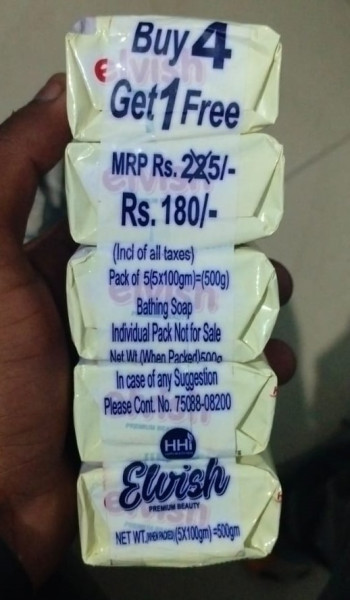 Buy 4
Get 1 Free
MRP Rs. 225/-
Rs. 180/-
(Incl of all taxes)
Pack of 5(5x100gm)=(500g)
Bathing Soap
Individual Pack Not for Sale
Net Wt.(When Packed)500g
In case of any Suggestion
Please Cont. No. 75088-08200
HHI
Elvish
PREMIUM BEAUTY
NET WT.(WHEN PACKED)(5X100gm)=500gm